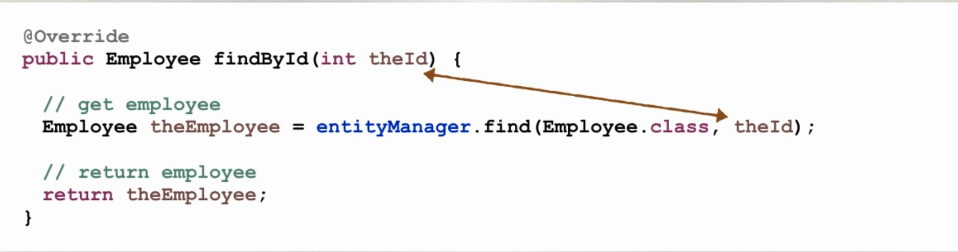 @Override
public Employee findById(int theId) {
// get employee
Employee theEmployee = entityManager.find(Employee.class, theId);
// return employee
return theEmployee;
}